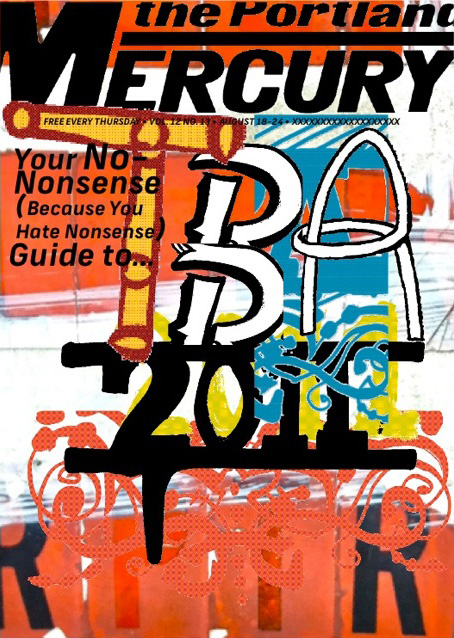 the Portland
MERCURY
FREE EVERY THURSDAY • VOL. 12 NO. 13 • AUGUST 18-24 • XXXXXXXXXXXXXXXXXX
Your No-
Nonsense
(Because You
Hate Nonsense)
Guide to...
TBA
2011